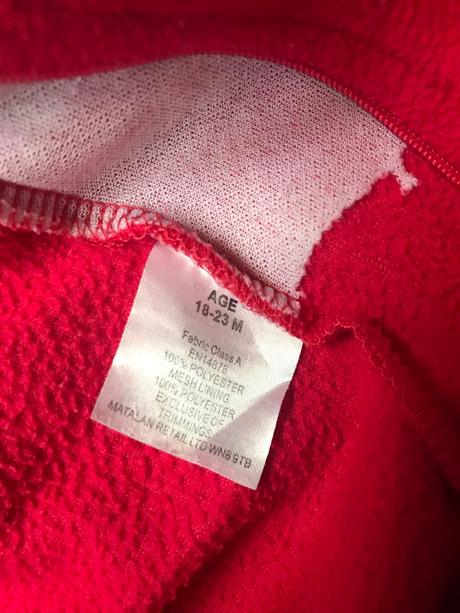 AGE
18-23 M
Fabric Class A
EN14878
100% POLYESTER
MESH LINING
100% POLYESTER
EXCLUSIVE OF
TRIMMINGS
MATALAN RETAIL LTD WN8 9TB